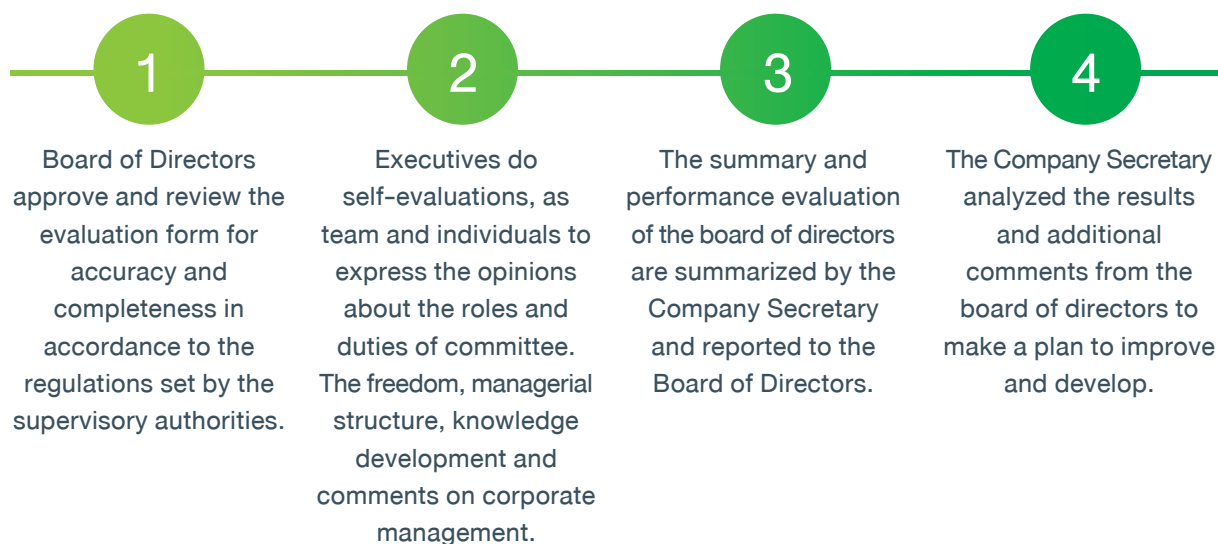 1
Board of Directors
approve and review the
evaluation form for
accuracy and
completeness in
accordance to the
regulations set by the
supervisory authorities.
2
Executives do
self-evaluations, as
team and individuals to
express the opinions
about the roles and
duties of committee.
The freedom, managerial
structure, knowledge
development and
comments on corporate
management.
3
The summary and
performance evaluation
of the board of directors
are summarized by the
Company Secretary
and reported to the
Board of Directors.
4
The Company Secretary
analyzed the results
and additional
comments from the
board of directors to
make a plan to improve
and develop.